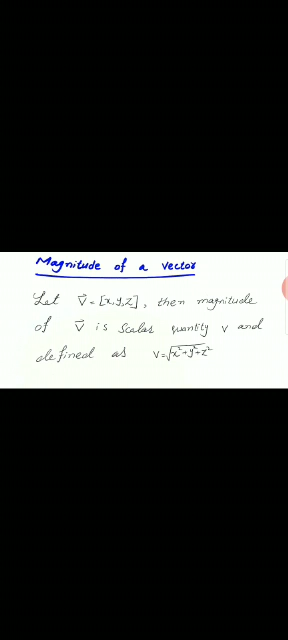 Magnitude of a vector
Let v⃗ = [x,y,z], then magnitude
of v⃗ is scalar quantity v and
defined as v=√x²+y²+z²